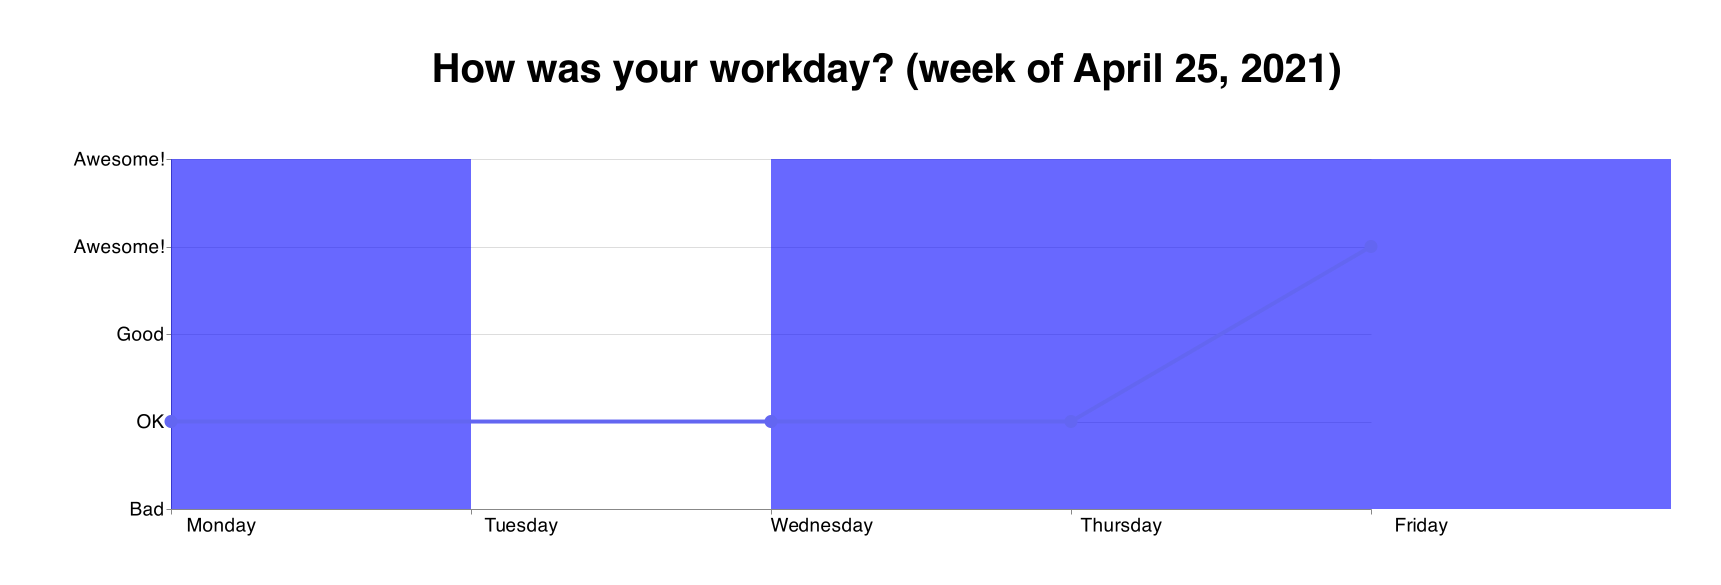 How was your workday? (week of April 25, 2021)
Awesome!
Awesome!
Good
OK
Bad
Monday Tuesday Wednesday Thursday Friday